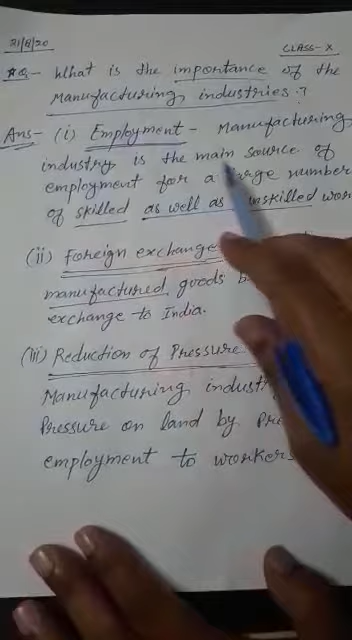 21/8/20
CLASS-X
*Q:- What is the importance of the
Manufacturing industries?
Ans- (i) Employment - Manufacturing
industry is the main source of
employment for a large number
of skilled as well as unskilled
(ii) Foreign exchange
manufactured goods
exchange to India.
(iii) Reduction of Pressure
Manufacturing
Pressure on land by
employment to workers